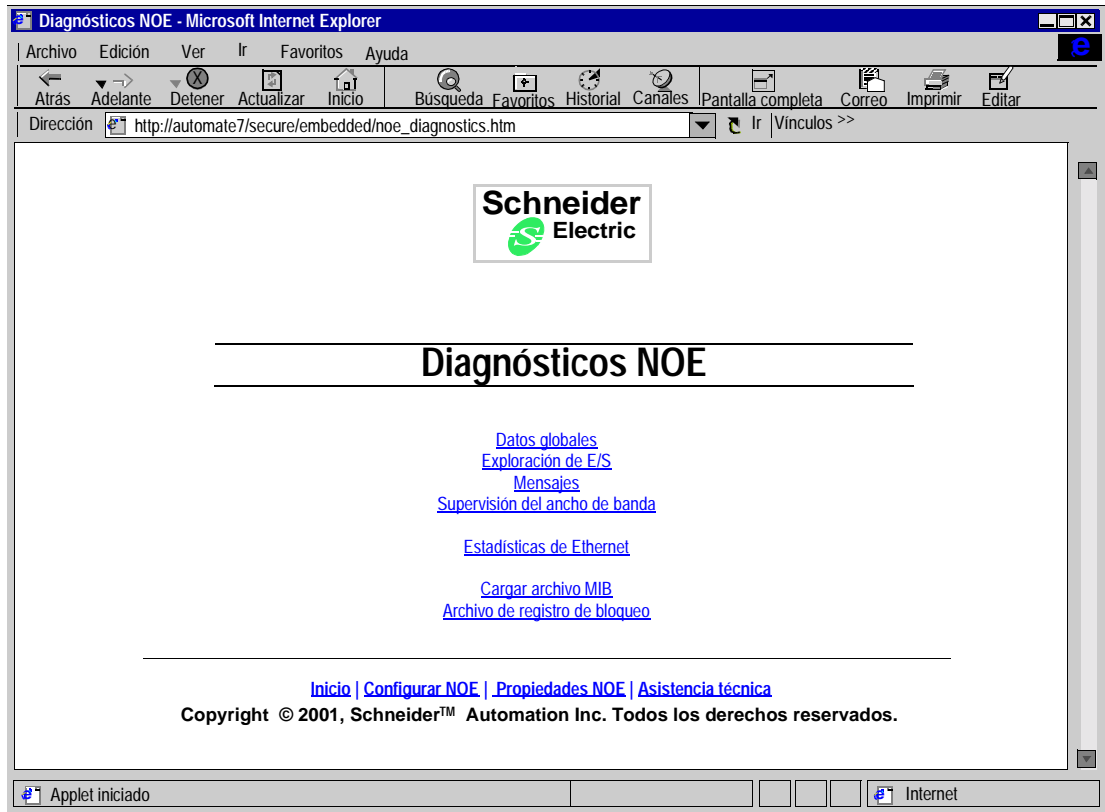 Diagnósticos NOE - Microsoft Internet Explorer
Archivo Edición Ver Ir Favoritos Ayuda
Atrás Adelante Detener Actualizar Inicio Búsqueda Favoritos Historial Canales Pantalla completa Correo Imprimir Editar
Dirección http://automate7/secure/embedded/noe_diagnostics.htm Ir Vínculos >>
Schneider
Electric
Diagnósticos NOE
Datos globales
Exploración de E/S
Mensajes
Supervisión del ancho de banda
Estadísticas de Ethernet
Cargar archivo MIB
Archivo de registro de bloqueo
Inicio | Configurar NOE | Propiedades NOE | Asistencia técnica
Copyright © 2001, Schneider™ Automation Inc. Todos los derechos reservados.
Applet iniciado Internet